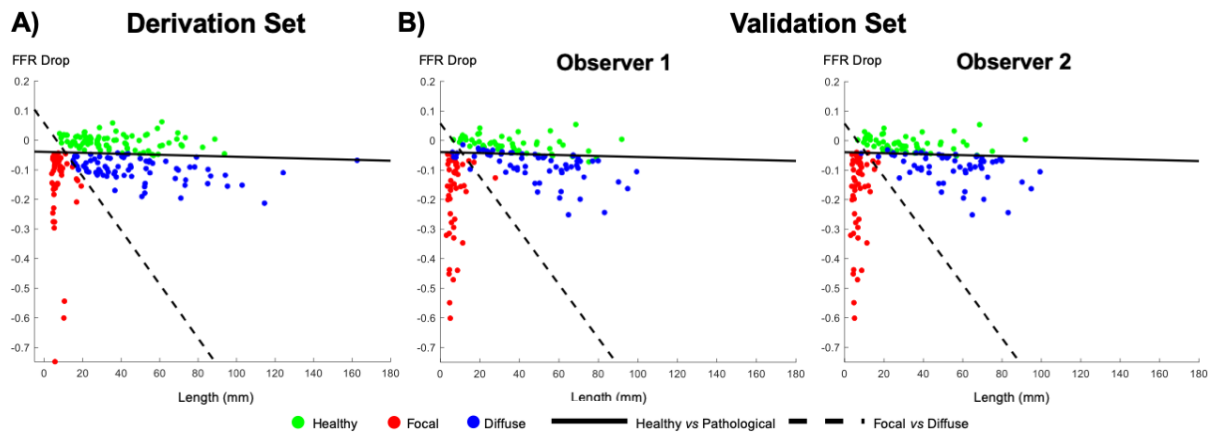 A) Derivation Set
B) Validation Set
FFR Drop
0.2
0.1
0
-0.1
-0.2
-0.3
-0.4
-0.5
-0.6
-0.7
0 20 40 60 80 100 120 140 160 180
Length (mm)
FFR Drop
Observer 1
0.2
0.1
0
-0.1
-0.2
-0.3
-0.4
-0.5
-0.6
-0.7
0 20 40 60 80 100 120 140 160 180
Length (mm)
FFR Drop
Observer 2
0.2
0.1
0
-0.1
-0.2
-0.3
-0.4
-0.5
-0.6
-0.7
0 20 40 60 80 100 120 140 160 180
Length (mm)
Healthy Focal Diffuse Healthy vs Pathological Focal vs Diffuse